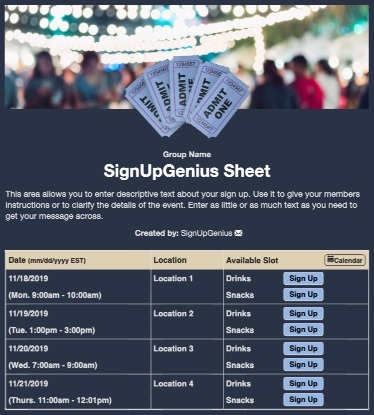 1234567
1234567
1234567
ADMIT
ADMIT
ADMIT
ADMIT ONE
ADMIT ONE
Group Name
SignUpGenius Sheet
This area allows you to enter descriptive text about your sign up. Use it to give your members
instructions or to clarify the details of the event. Enter as little or as much text as you need to
get your message across.
Created by: SignUpGenius
Date (mm/dd/yyyy EST) Location Available Slot Calendar
11/18/2019 Location 1 Drinks Sign Up
(Mon. 9:00am - 10:00am) Snacks Sign Up
11/19/2019 Location 2 Drinks Sign Up
(Tue. 1:00pm - 3:00pm) Snacks Sign Up
11/20/2019 Location 3 Drinks Sign Up
(Wed. 7:00am - 9:00am) Snacks Sign Up
11/21/2019 Location 4 Drinks Sign Up
(Thurs. 11:00am - 12:01pm) Snacks Sign Up